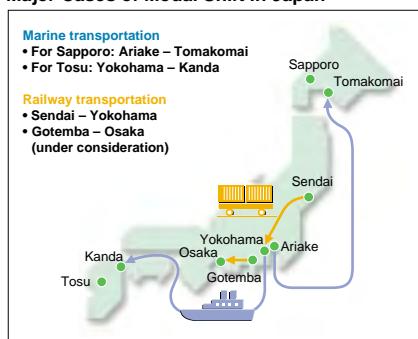 Marine transportation
• For Sapporo: Ariake – Tomakomai
• For Tosu: Yokohama – Kanda
Railway transportation
• Sendai – Yokohama
• Gotemba – Osaka
(under consideration)
Sapporo
Tomakomai
Sendai
Yokohama
Ariake
Kanda
Osaka
Tosu
Gotemba